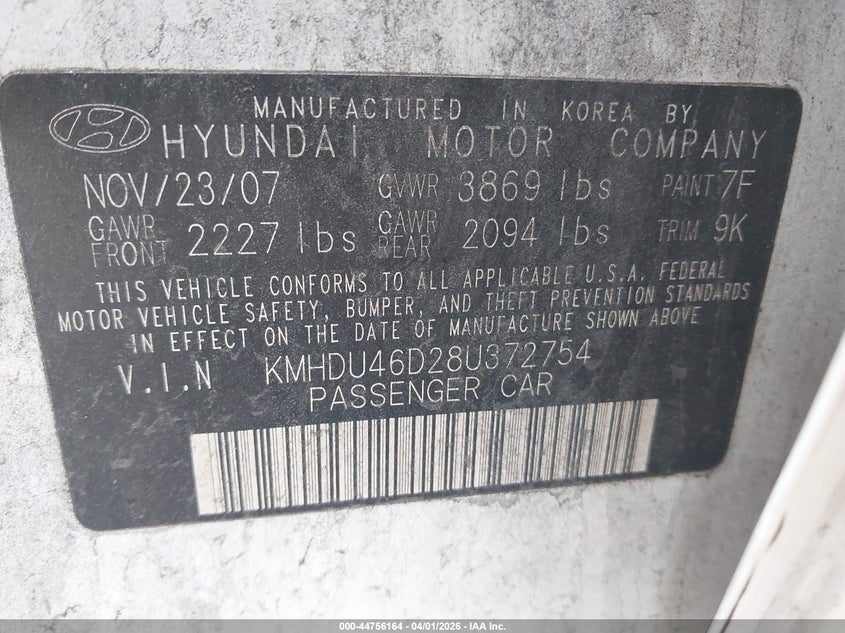 MANUFACTURED IN KOREA BY
HYUNDAI MOTOR COMPANY
NOV/23/07 GVWR 3869 lbs PAINT 7F
GAWR FRONT 2227 lbs GAWR REAR 2094 lbs TRIM 9K
THIS VEHICLE CONFORMS TO ALL APPLICABLE U.S.A. FEDERAL
MOTOR VEHICLE SAFETY, BUMPER, AND THEFT PREVENTION STANDARDS
IN EFFECT ON THE DATE OF MANUFACTURE SHOWN ABOVE
V.I.N KMHDU46D28U372754
PASSENGER CAR
000-44756164 - 04/01/2026 - IAA Inc.